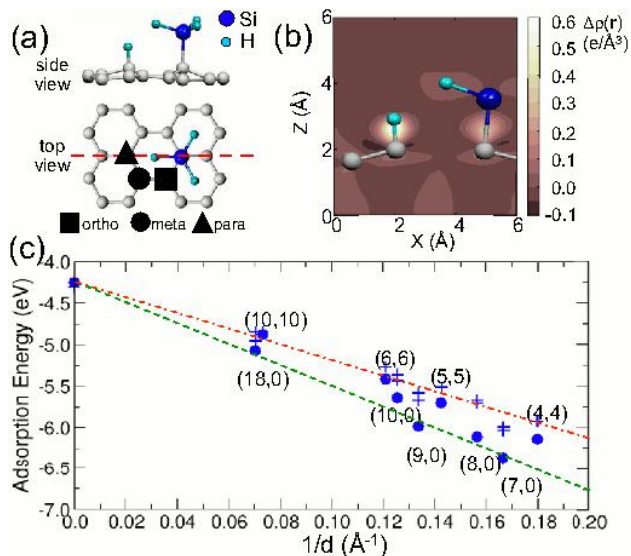 (a)
Si
H
side
view
top
view
ortho meta para
(b)
Z (Å)
6
4
2
0
0 2 4 6
X (Å)
Δρ(r)
(e/Å³)
0.6
0.5
0.4
0.3
0.2
0.1
0.0
-0.1
(c)
Adsorption Energy (eV)
-4.0
-4.5
-5.0
-5.5
-6.0
-6.5
-7.0
(10,10)
(18,0)
(6,6)
(5,5)
(10,0)
(4,4)
(9,0)
(8,0)
(7,0)
0.0 0.02 0.04 0.06 0.08 0.10 0.12 0.14 0.16 0.18 0.20
1/d (Å⁻¹)